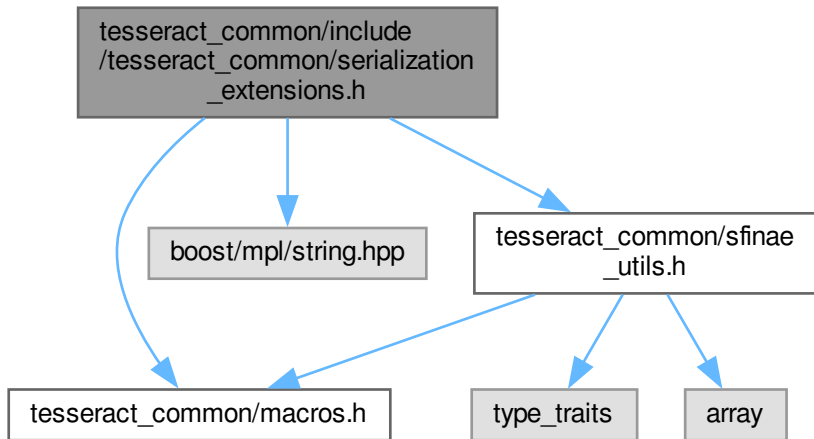 tesseract_common/include
/tesseract_common/serialization
_extensions.h
boost/mpl/string.hpp
tesseract_common/sfinae
_utils.h
tesseract_common/macros.h
type_traits
array